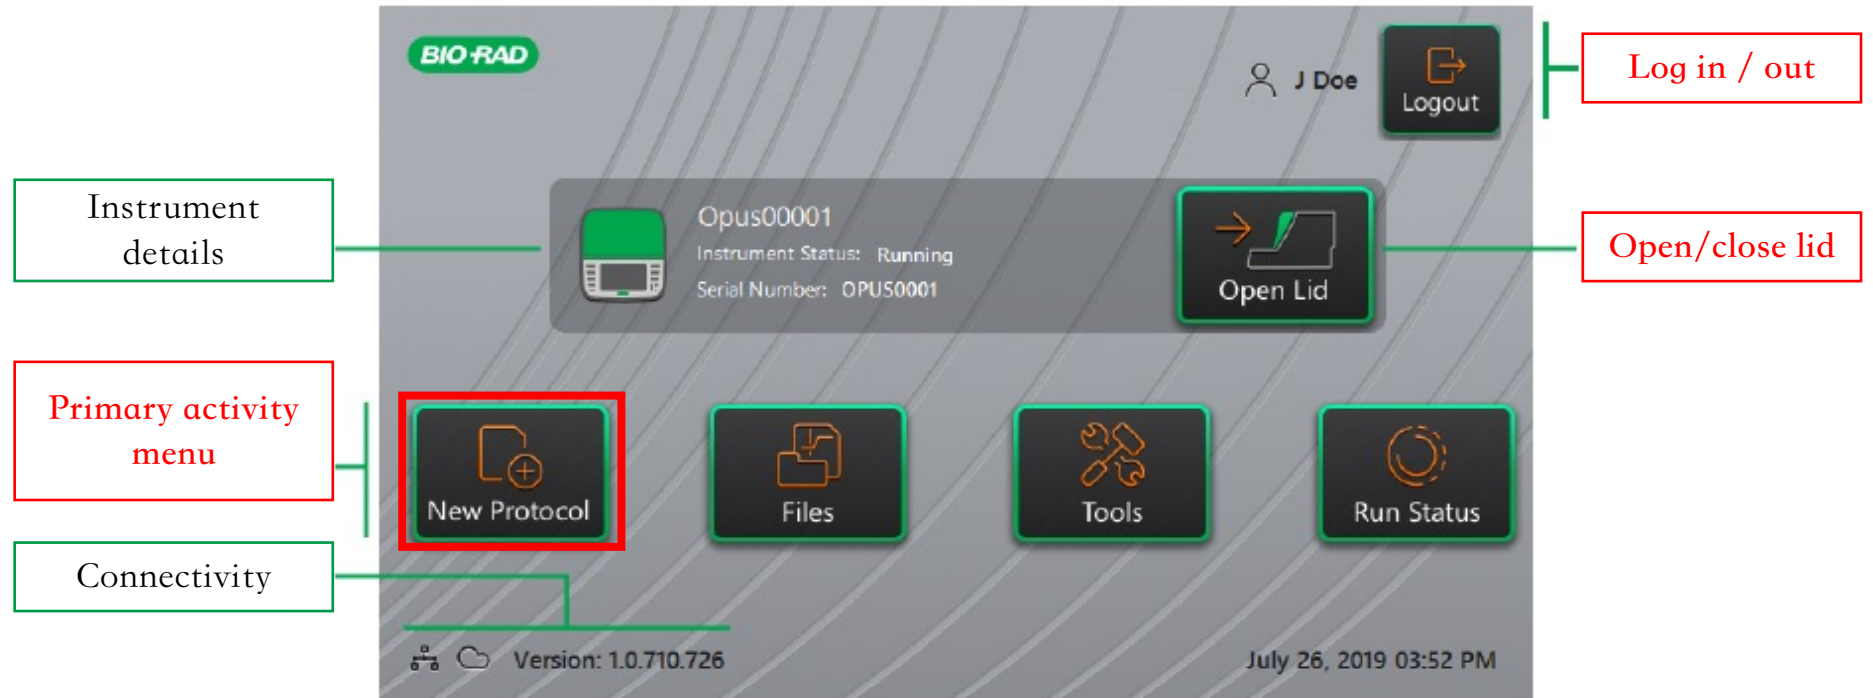 BIO-RAD
J Doe
Logout
Log in / out
Instrument
details
Opus00001
Instrument Status: Running
Serial Number: OPUS0001
Open Lid
Open/close lid
Primary activity
menu
New Protocol
Files
Tools
Run Status
Connectivity
Version: 1.0.710.726
July 26, 2019 03:52 PM